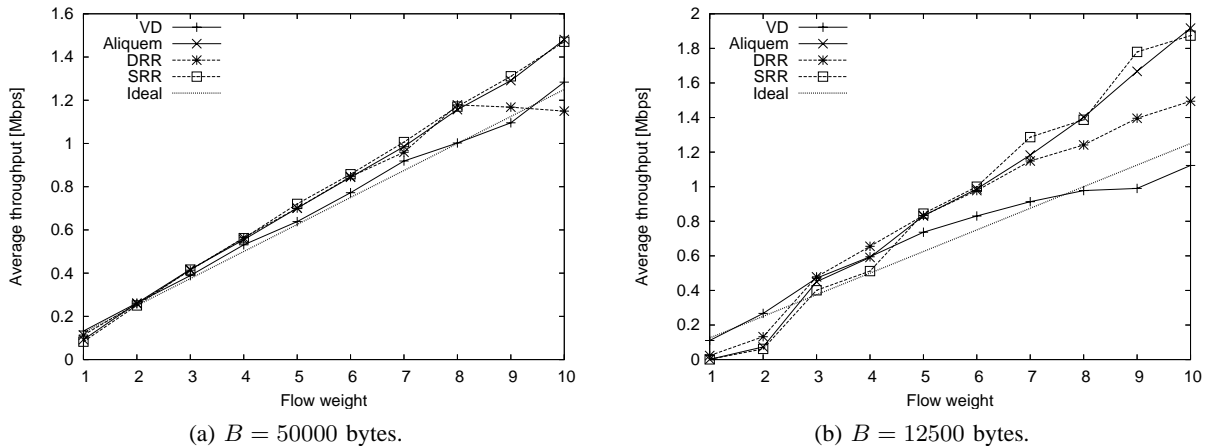 Average throughput [Mbps]
1.6
1.4
1.2
1
0.8
0.6
0.4
0.2
0
VD
Aliquem
DRR
SRR
Ideal
1 2 3 4 5 6 7 8 9 10
Flow weight
(a) B = 50000 bytes.
Average throughput [Mbps]
2
1.8
1.6
1.4
1.2
1
0.8
0.6
0.4
0.2
0
VD
Aliquem
DRR
SRR
Ideal
1 2 3 4 5 6 7 8 9 10
Flow weight
(b) B = 12500 bytes.